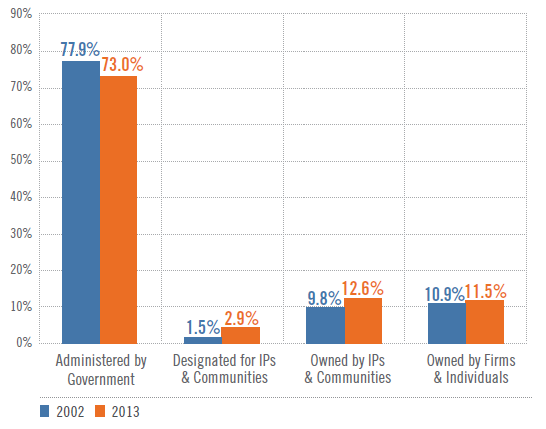 90%
80%
70%
60%
50%
40%
30%
20%
10%
0%
77.9%
73.0%
1.5%
2.9%
9.8%
12.6%
10.9%
11.5%
Administered by
Government
Designated for IPs
& Communities
Owned by IPs
& Communities
Owned by Firms
& Individuals
2002 2013